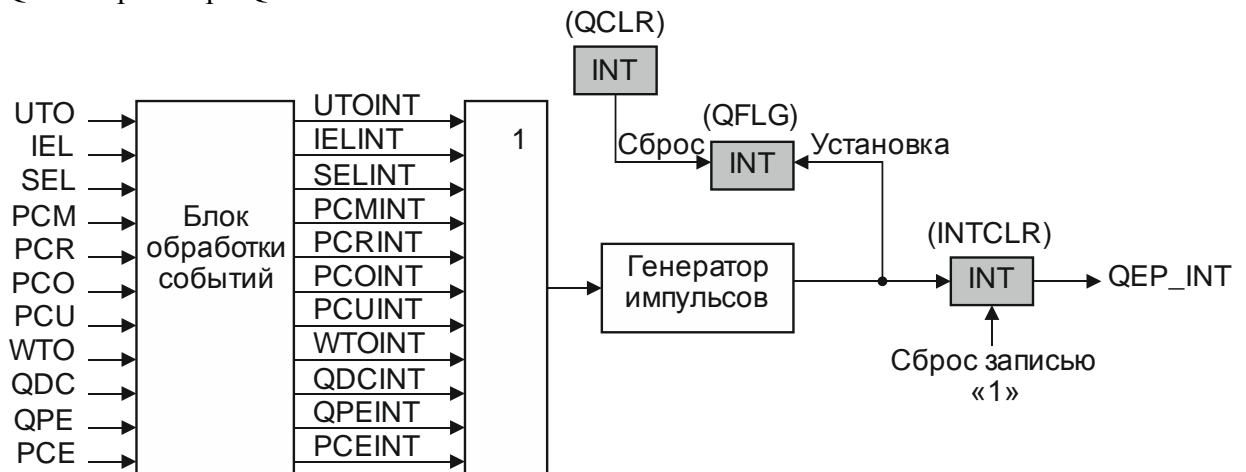 (QCLR)
INT
(QFLG)
Сброс
INT
Установка
UTO
IEL
SEL
PCM
PCR
PCO
PCU
WTO
QDC
QPE
PCE
Блок
обработки
событий
UTOINT
IELINT
SELINT
PCMINT
PCRINT
PCOINT
PCUINT
WTOINT
QDCINT
QPEINT
PCEINT
1
Генератор
импульсов
(INTCLR)
INT
QEP_INT
Сброс записью
«1»